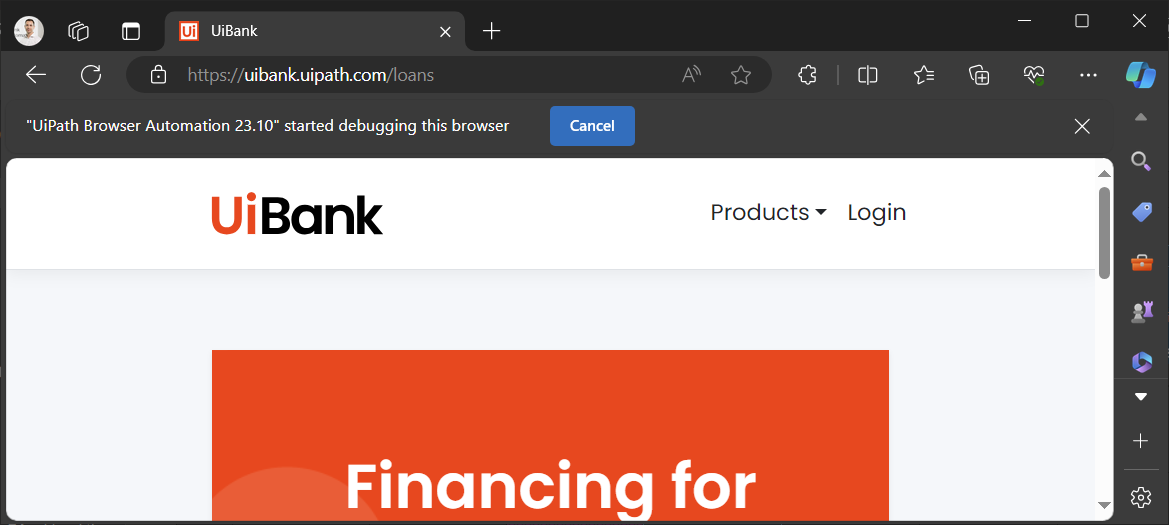 Ui UiBank
https://uibank.uipath.com/loans
"UiPath Browser Automation 23.10" started debugging this browser Cancel
UiBank Products Login
Financing for